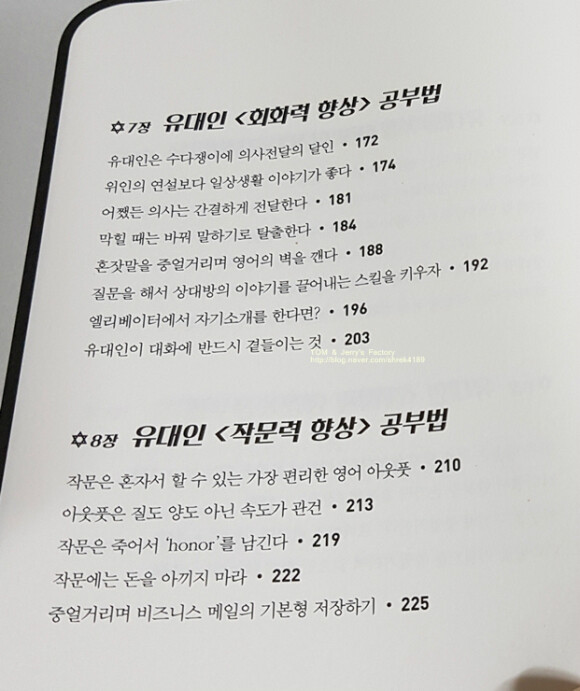 ✡7장 유대인 <회화력 향상> 공부법
유대인은 수다쟁이에 의사전달의 달인 • 172
위인의 연설보다 일상생활 이야기가 좋다 • 174
어쨌든 의사는 간결하게 전달한다 • 181
막힐 때는 바꿔 말하기로 탈출한다 • 184
혼잣말을 중얼거리며 영어의 벽을 깬다 • 188
질문을 해서 상대방의 이야기를 끌어내는 스킬을 키우자 • 192
엘리베이터에서 자기소개를 한다면? • 196
유대인이 대화에 반드시 곁들이는 것 • 203
TOM & Jerry's Factory
✡8장 유대인 <작문력 향상> 공부법
작문은 혼자서 할 수 있는 가장 편리한 영어 아웃풋 • 210
아웃풋은 질도 양도 아닌 속도가 관건 • 213
작문은 죽어서 'honor'를 남긴다 • 219
작문에는 돈을 아끼지 마라 • 222
중얼거리며 비즈니스 메일의 기본형 저장하기 • 225